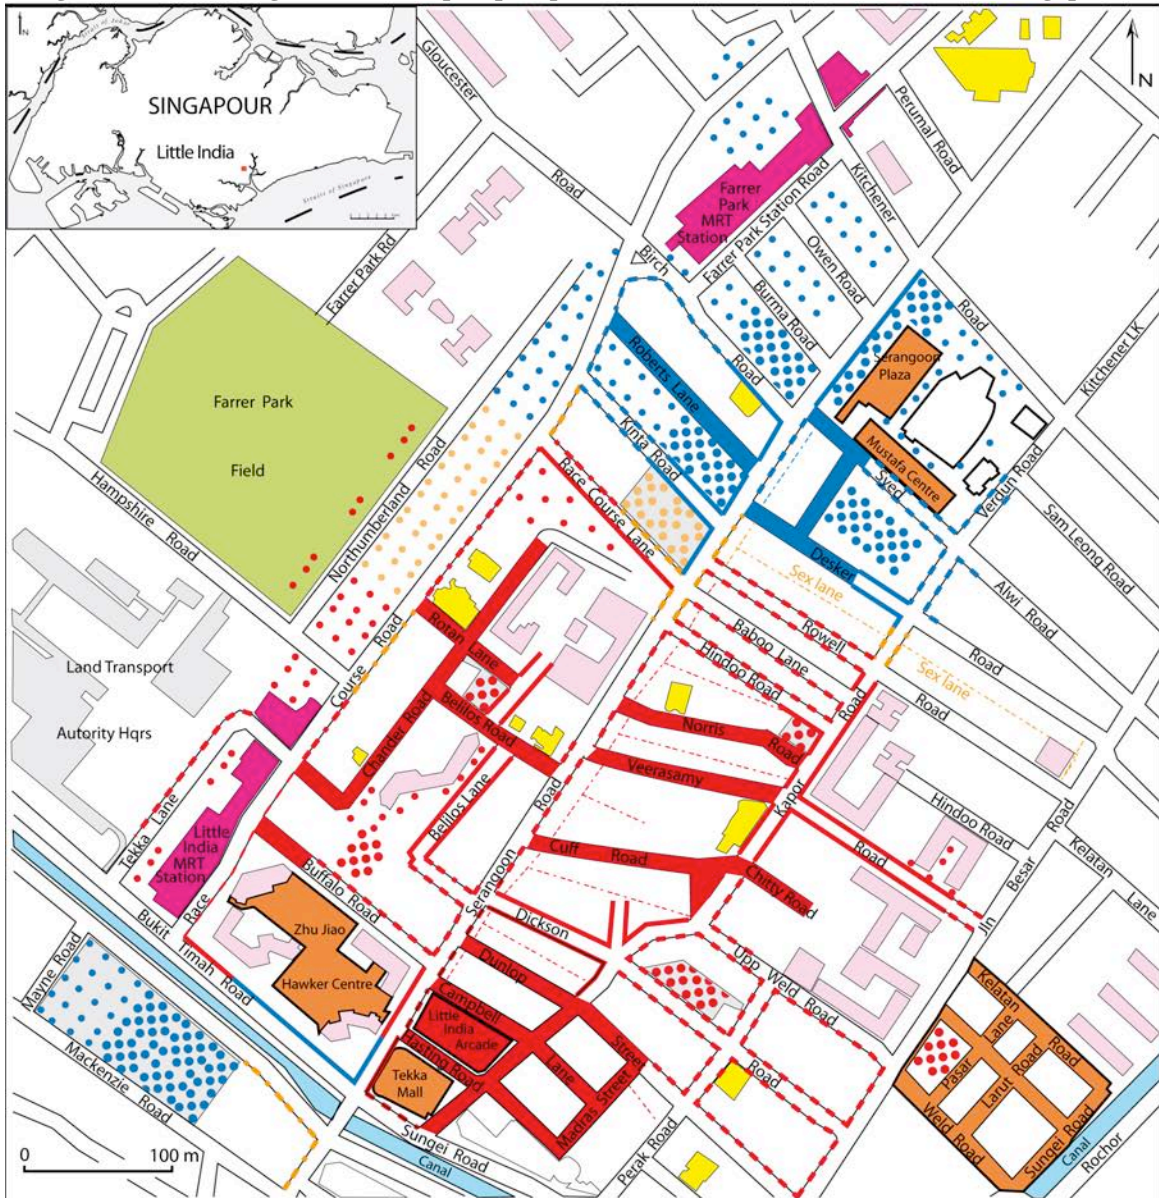 N
Straits of Singapore
SINGAPOUR
Little India
N
Gloucester
Road
Perumal Road
Kitchener
Road
Farrer
Park
MRT
Station
Farrer Park Station Road
Owen Road
Burma Road
Birch
Road
Farrer Park Rd
Kitchener LK
Serangoon
Plaza
Roberts Lane
Farrer Park
Field
Kinta Road
Mustafa Centre
Syed
Verdun Road
Sam Leong Road
Hampshire
Road
Northumberland
Road
Race Course Lane
Desker
Alwi Road
Sex lane
Rowell
Road
Baboo Lane
Sex lane
Hindoo Road
Road
Rotan Lane
Land Transport
Autority Hqrs
Course
Road
Chander Road
Belilos Road
Norris
Road
Veerasamy
Kapor
Road
Hindoo Road
Road
Besar
Jln
Kelatan
Lane
Tekka Lane
Little
India
MRT
Station
Belilos Lane
Serangoon
Road
Cuff Road
Chitty Road
Road
Buffalo Road
Race
Bukit
Timah Road
Zhu Jiao
Hawker Centre
Dickson
Dunlop
Upp Weld Road
Mayne Road
Mackenzie Road
Campbell
Lane
Little
India
Arcade
Hasting Road
Tekka
Mall
Street
Madras Street
Road
Kelatan
Lane
Road
Pasar
Larut Road
Weld Road
Sungei Road
Canal
Rochor
Sungei Road
Canal
Perak Road
0
100 m